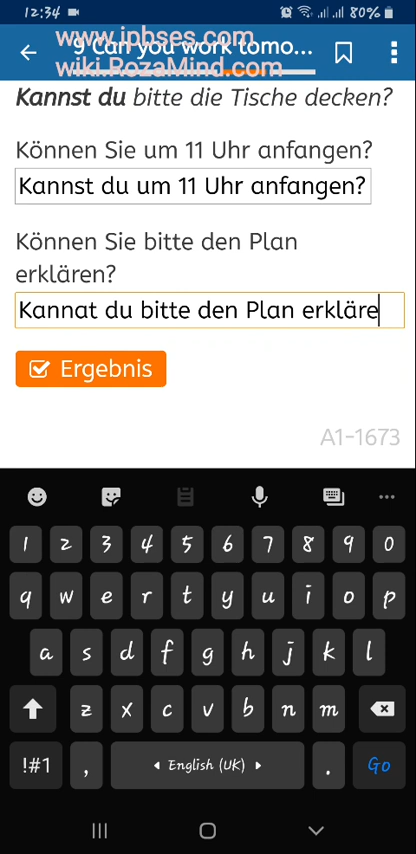 12:34 80%
www.inbses.com
9 Can you work tomo...
wiki.RozaMind.com
Kannst du bitte die Tische decken?
Können Sie um 11 Uhr anfangen?
Kannst du um 11 Uhr anfangen?
Können Sie bitte den Plan
erklären?
Kannat du bitte den Plan erkläre
Ergebnis
A1-1673
1 2 3 4 5 6 7 8 9 0
q w e r t y u i o p
a s d f g h j k l
z x c v b n m
!#1 , English (UK) . Go